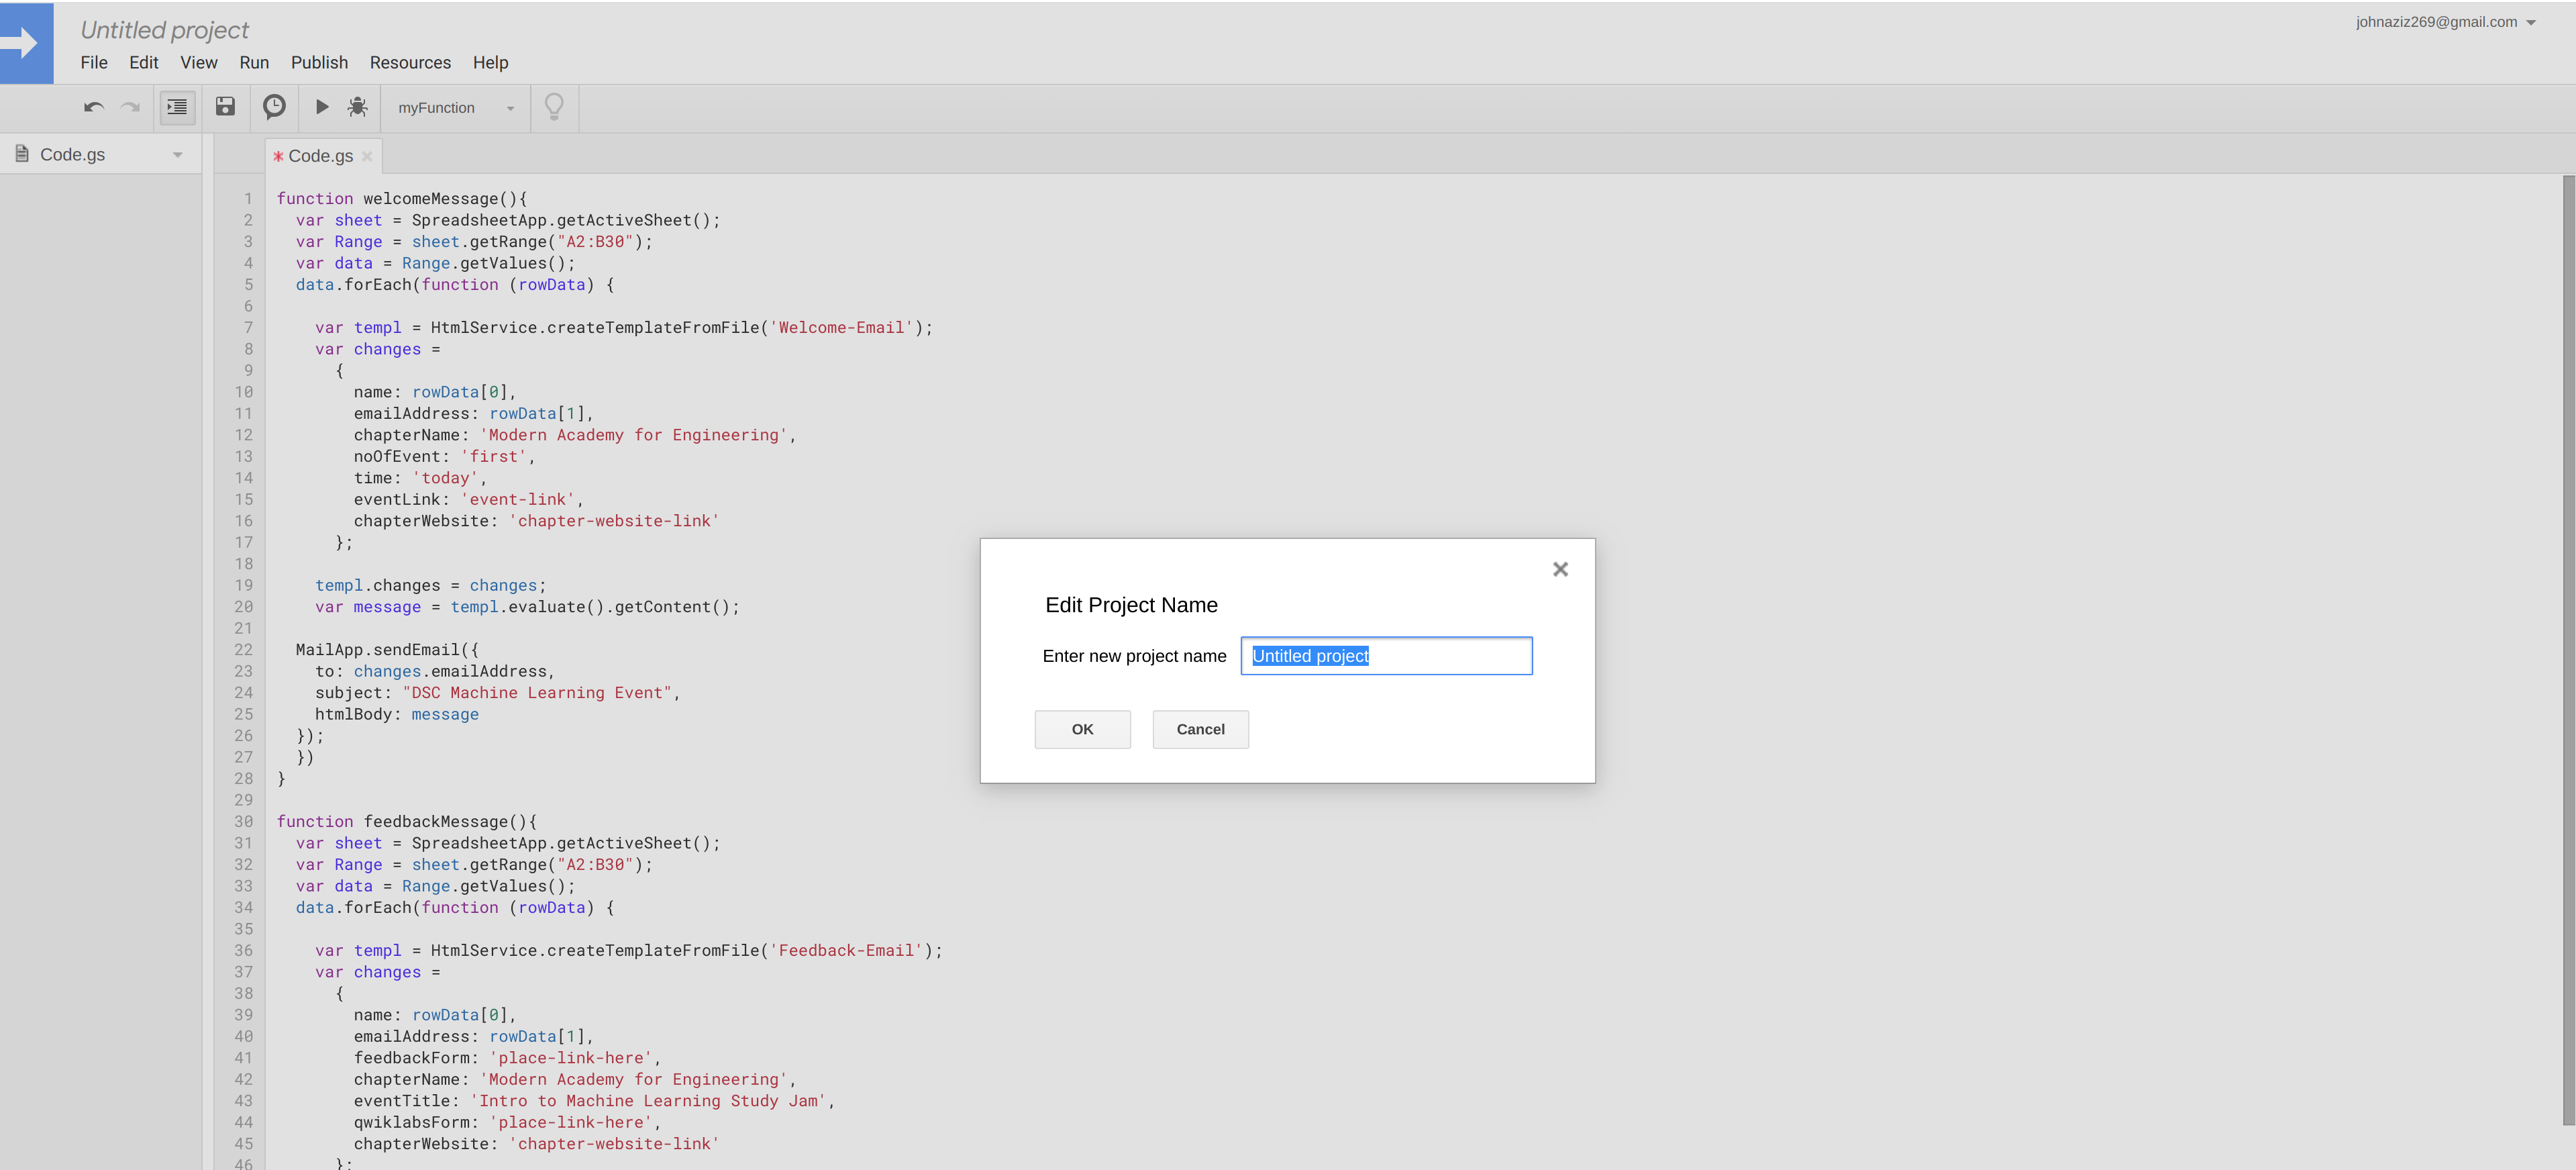 Untitled project
johnaziz269@gmail.com
File Edit View Run Publish Resources Help
myFunction
Code.gs
* Code.gs
1 function welcomeMessage(){
2 var sheet = SpreadsheetApp.getActiveSheet();
3 var Range = sheet.getRange("A2:B30");
4 var data = Range.getValues();
5 data.forEach(function (rowData) {
6
7 var templ = HtmlService.createTemplateFromFile('Welcome-Email');
8 var changes =
9 {
10 name: rowData[0],
11 emailAddress: rowData[1],
12 chapterName: 'Modern Academy for Engineering',
13 noOfEvent: 'first',
14 time: 'today',
15 eventLink: 'event-link',
16 chapterWebsite: 'chapter-website-link'
17 };
18
19 templ.changes = changes;
20 var message = templ.evaluate().getContent();
21
22 MailApp.sendEmail({
23 to: changes.emailAddress,
24 subject: "DSC Machine Learning Event",
25 htmlBody: message
26 });
27 })
28 }
29
30 function feedbackMessage(){
31 var sheet = SpreadsheetApp.getActiveSheet();
32 var Range = sheet.getRange("A2:B30");
33 var data = Range.getValues();
34 data.forEach(function (rowData) {
35
36 var templ = HtmlService.createTemplateFromFile('Feedback-Email');
37 var changes =
38 {
39 name: rowData[0],
40 emailAddress: rowData[1],
41 feedbackForm: 'place-link-here',
42 chapterName: 'Modern Academy for Engineering',
43 eventTitle: 'Intro to Machine Learning Study Jam',
44 qwiklabsForm: 'place-link-here',
45 chapterWebsite: 'chapter-website-link'
46 };
Edit Project Name
Enter new project name Untitled project
OK Cancel